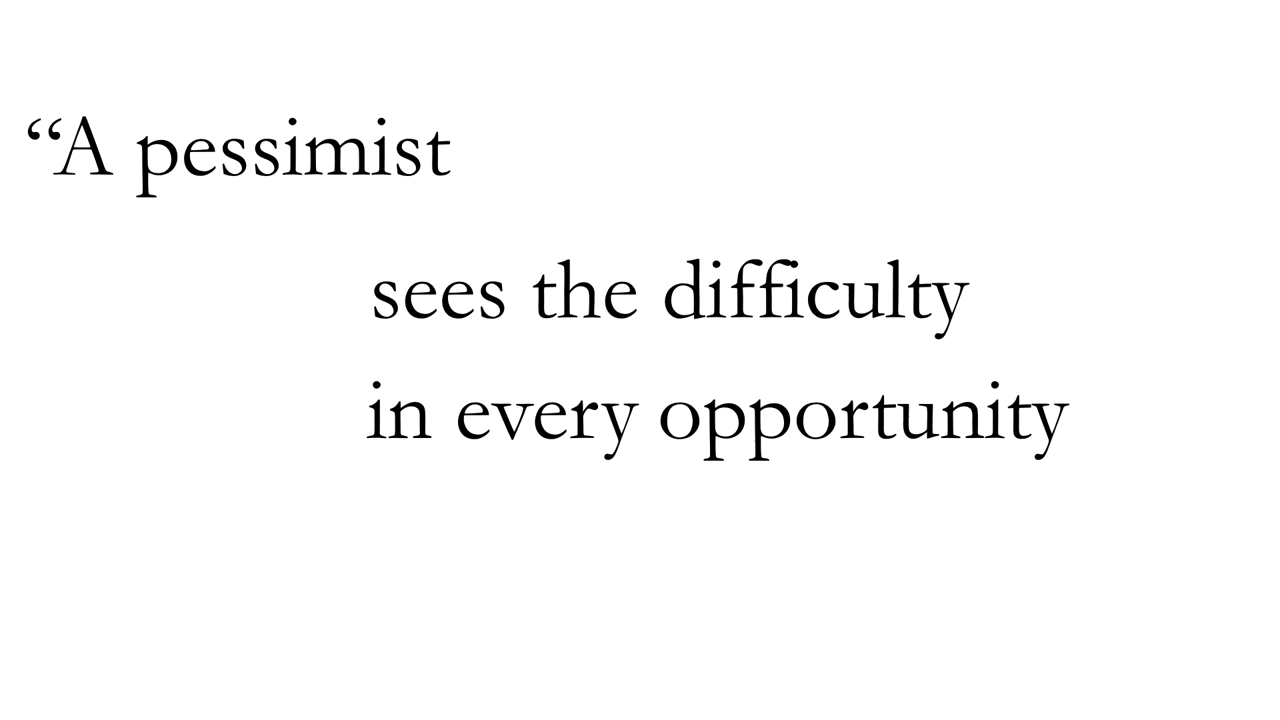 “A pessimist
sees the difficulty
in every opportunity